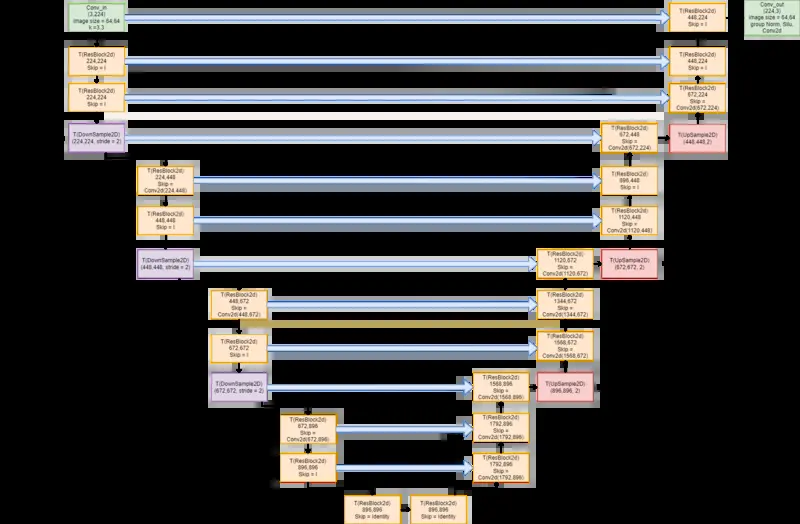 Conv_in
(3,224)
image size = 64,64
k =3,3
T(ResBlock2d)
448,224
Skip = I
Conv_out
(224,3)
image size = 64,64
group Norm, Silu,
Conv2d
T(ResBlock2d)
224,224
Skip = I
T(ResBlock2d)
448,224
Skip = I
T(ResBlock2d)
224,224
Skip = I
T(ResBlock2d)
672,224
Skip =
Conv2d(672,224)
T(DownSample2D)
(224,224, stride = 2)
T(ResBlock2d)
672,448
Skip =
Conv2d(672,224)
T(UpSample2D)
(448,448,2)
T(ResBlock2d)
224,448
Skip =
Conv2d(224,448)
T(ResBlock2d)
896,448
Skip = I
T(ResBlock2d)
448,448
Skip = I
T(ResBlock2d)
1120,448
Skip =
Conv2d(1120,448)
T(DownSample2D)
(448,448, stride = 2)
T(ResBlock2d)
1120,672
Skip =
Conv2d(1120,672)
T(UpSample2D)
(672,672, 2)
T(ResBlock2d)
448,672
Skip =
Conv2d(448,672)
T(ResBlock2d)
1344,672
Skip =
Conv2d(1344,672)
T(ResBlock2d)
672,672
Skip = I
T(ResBlock2d)
1568,672
Skip =
Conv2d(1568,672)
T(DownSample2D)
(672,672, stride = 2)
T(ResBlock2d)
1568,896
Skip =
Conv2d(1568,896)
T(UpSample2D)
(896,896, 2)
T(ResBlock2d)
672,896
Skip =
Conv2d(672,896)
T(ResBlock2d)
1792,896
Skip =
Conv2d(1792,896)
T(ResBlock2d)
896,896
Skip = I
T(ResBlock2d)
1792,896
Skip =
Conv2d(1792,896)
T(ResBlock2d)
896,896
Skip = Identity
T(ResBlock2d)
896,896
Skip = Identity